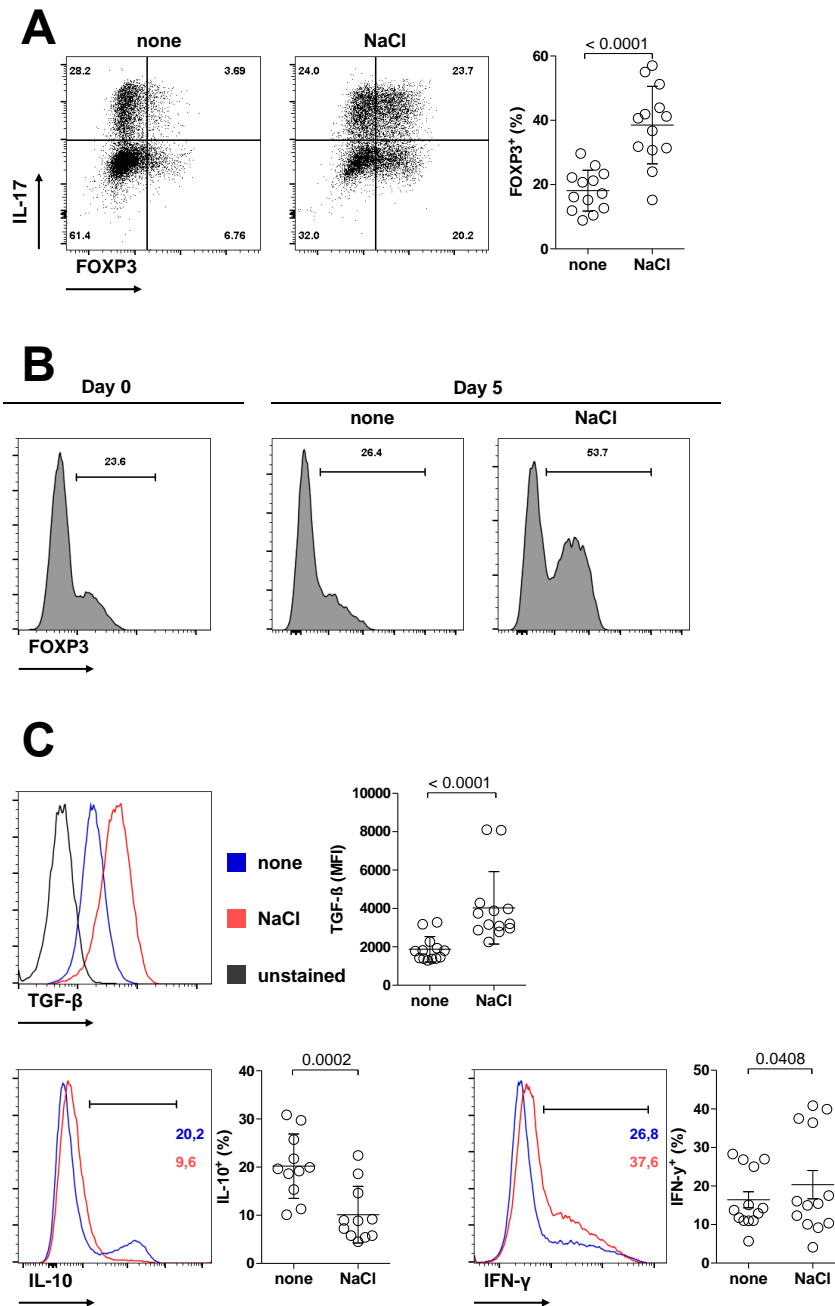 A
none
NaCl
28.2
3.69
61.4
6.76
24.0
23.7
32.0
20.2
IL-17
FOXP3
< 0.0001
FOXP3⁺ (%)
60
40
20
0
none
NaCl
B
Day 0
Day 5
none
NaCl
23.6
26.4
53.7
FOXP3
C
TGF-β
none
NaCl
unstained
< 0.0001
TGF-ß (MFI)
10000
8000
6000
4000
2000
0
none
NaCl
20,2
9,6
IL-10
0.0002
IL-10⁺ (%)
40
30
20
10
0
none
NaCl
26,8
37,6
IFN-γ
0.0408
IFN-y⁺ (%)
50
40
30
20
10
0
none
NaCl